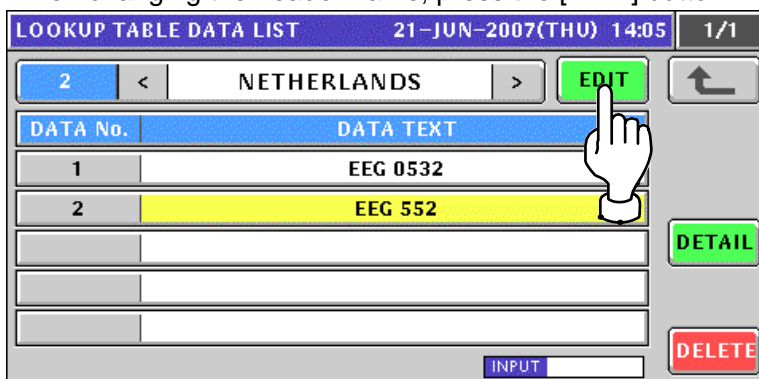 LOOKUP TABLE DATA LIST 21-JUN-2007(THU) 14:05 1/1
2 < NETHERLANDS > EDIT
DATA No. DATA TEXT
1 EEG 0532
2 EEG 552
DETAIL
DELETE
INPUT